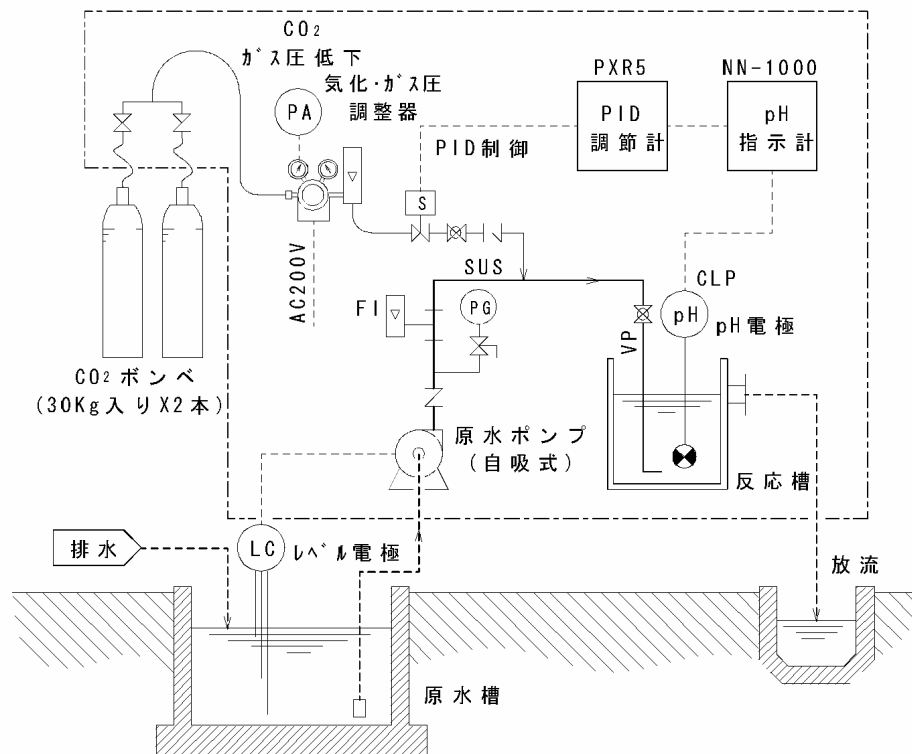 CO₂
ガス圧低下
気化・ガス圧
調整器
PA
PXR5
PID
調節計
NN-1000
pH
指示計
PID制御
S
AC200V
SUS
FI
PG
VP
CLP
pH
pH電極
CO₂ボンベ
(30Kg入りX2本)
原水ポンプ
(自吸式)
反応槽
排水
LC
レベル電極
放流
原水槽